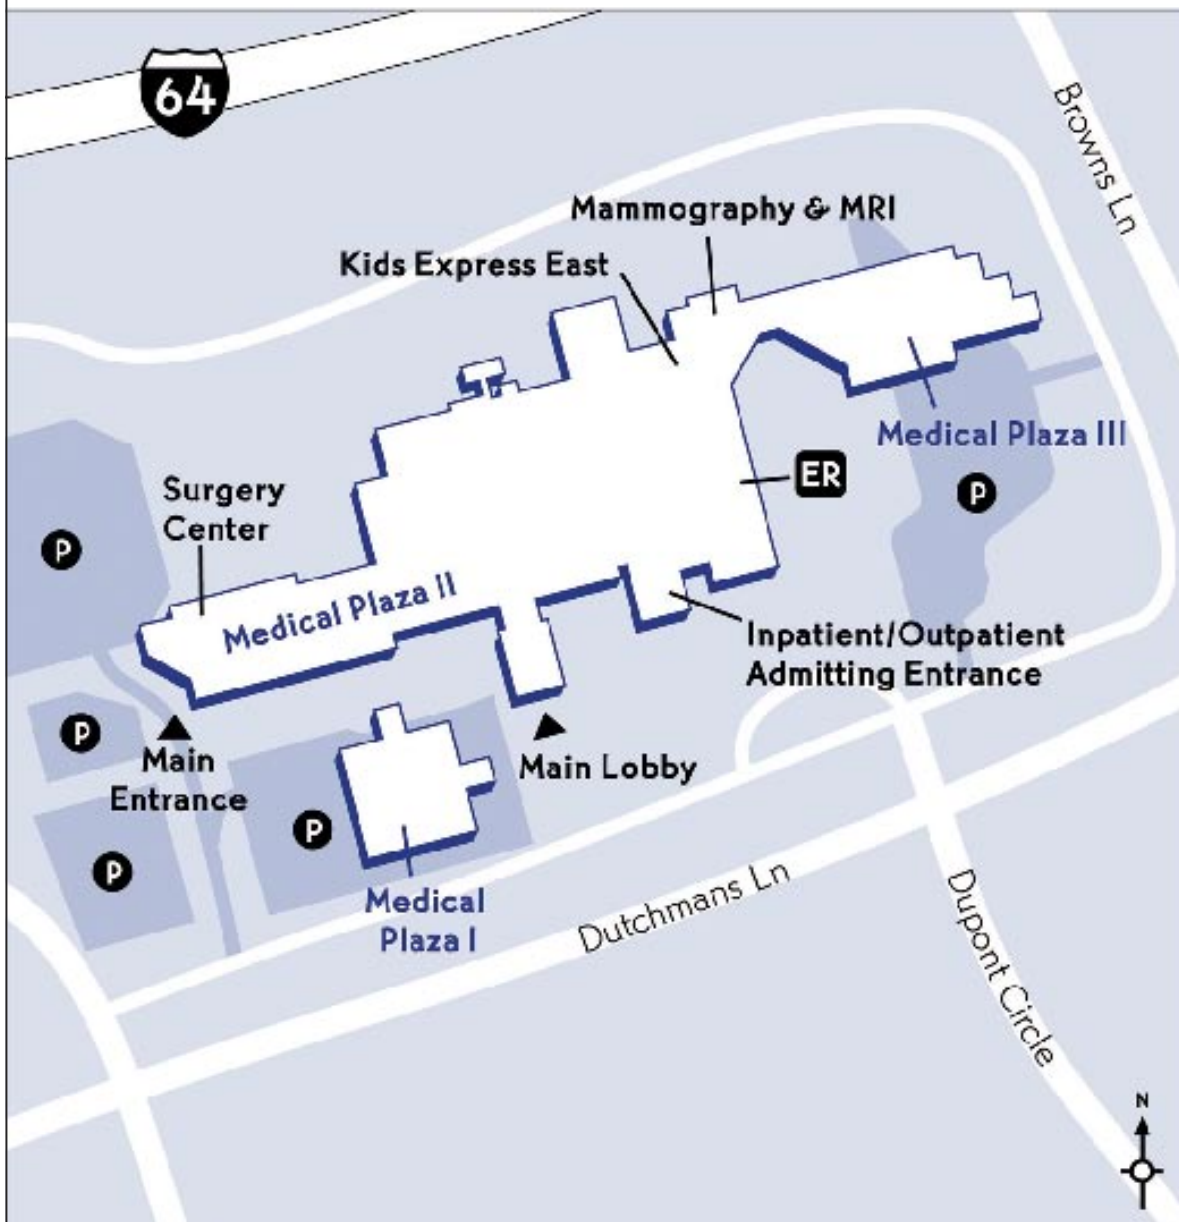 64
Browns Ln
Mammography & MRI
Kids Express East
Medical Plaza III
ER
P
Surgery
Center
P
Medical Plaza II
Inpatient/Outpatient
Admitting Entrance
P
Main
Entrance
Main Lobby
P
P
Medical
Plaza I
Dutchmans Ln
Dupont Circle
N